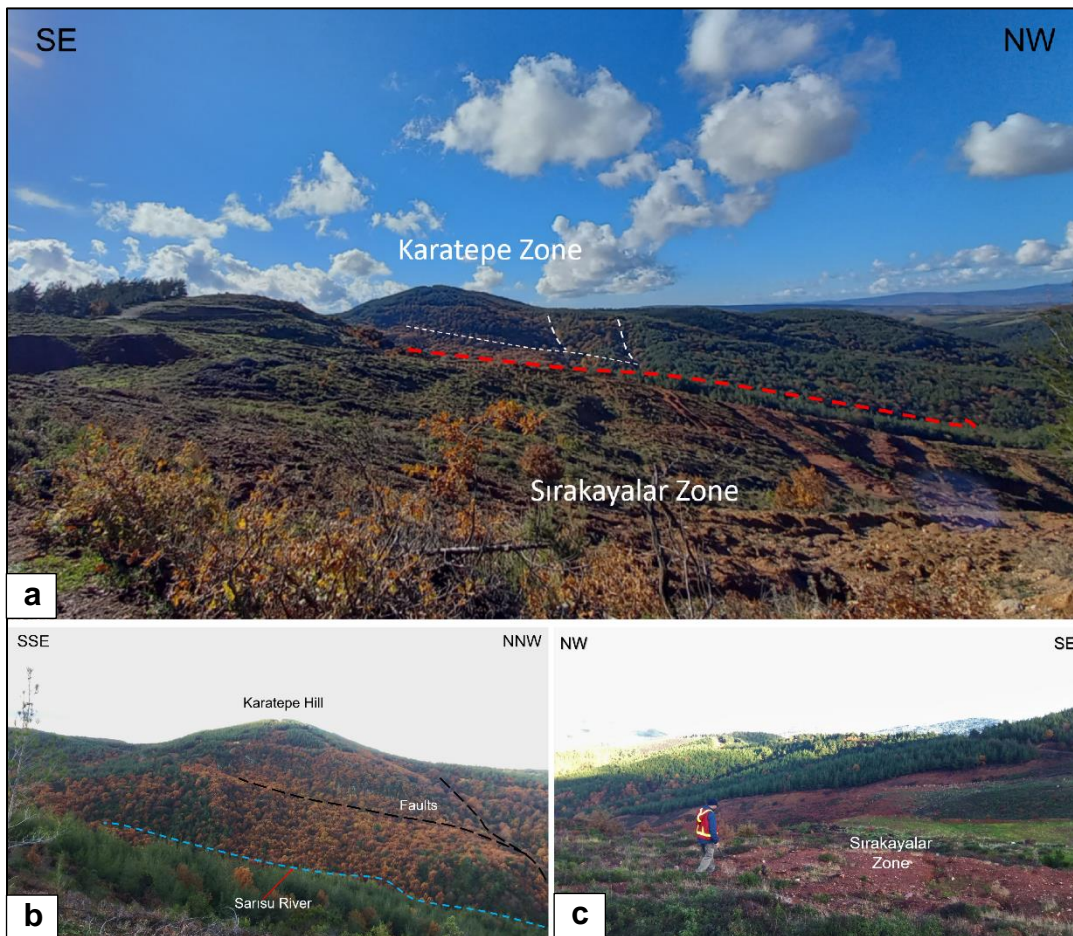 SE
NW
Karatepe Zone
Sırakayalar Zone
a
SSE
NNW
Karatepe Hill
Faults
Sarısu River
b
NW
SE
Sırakayalar
Zone
c